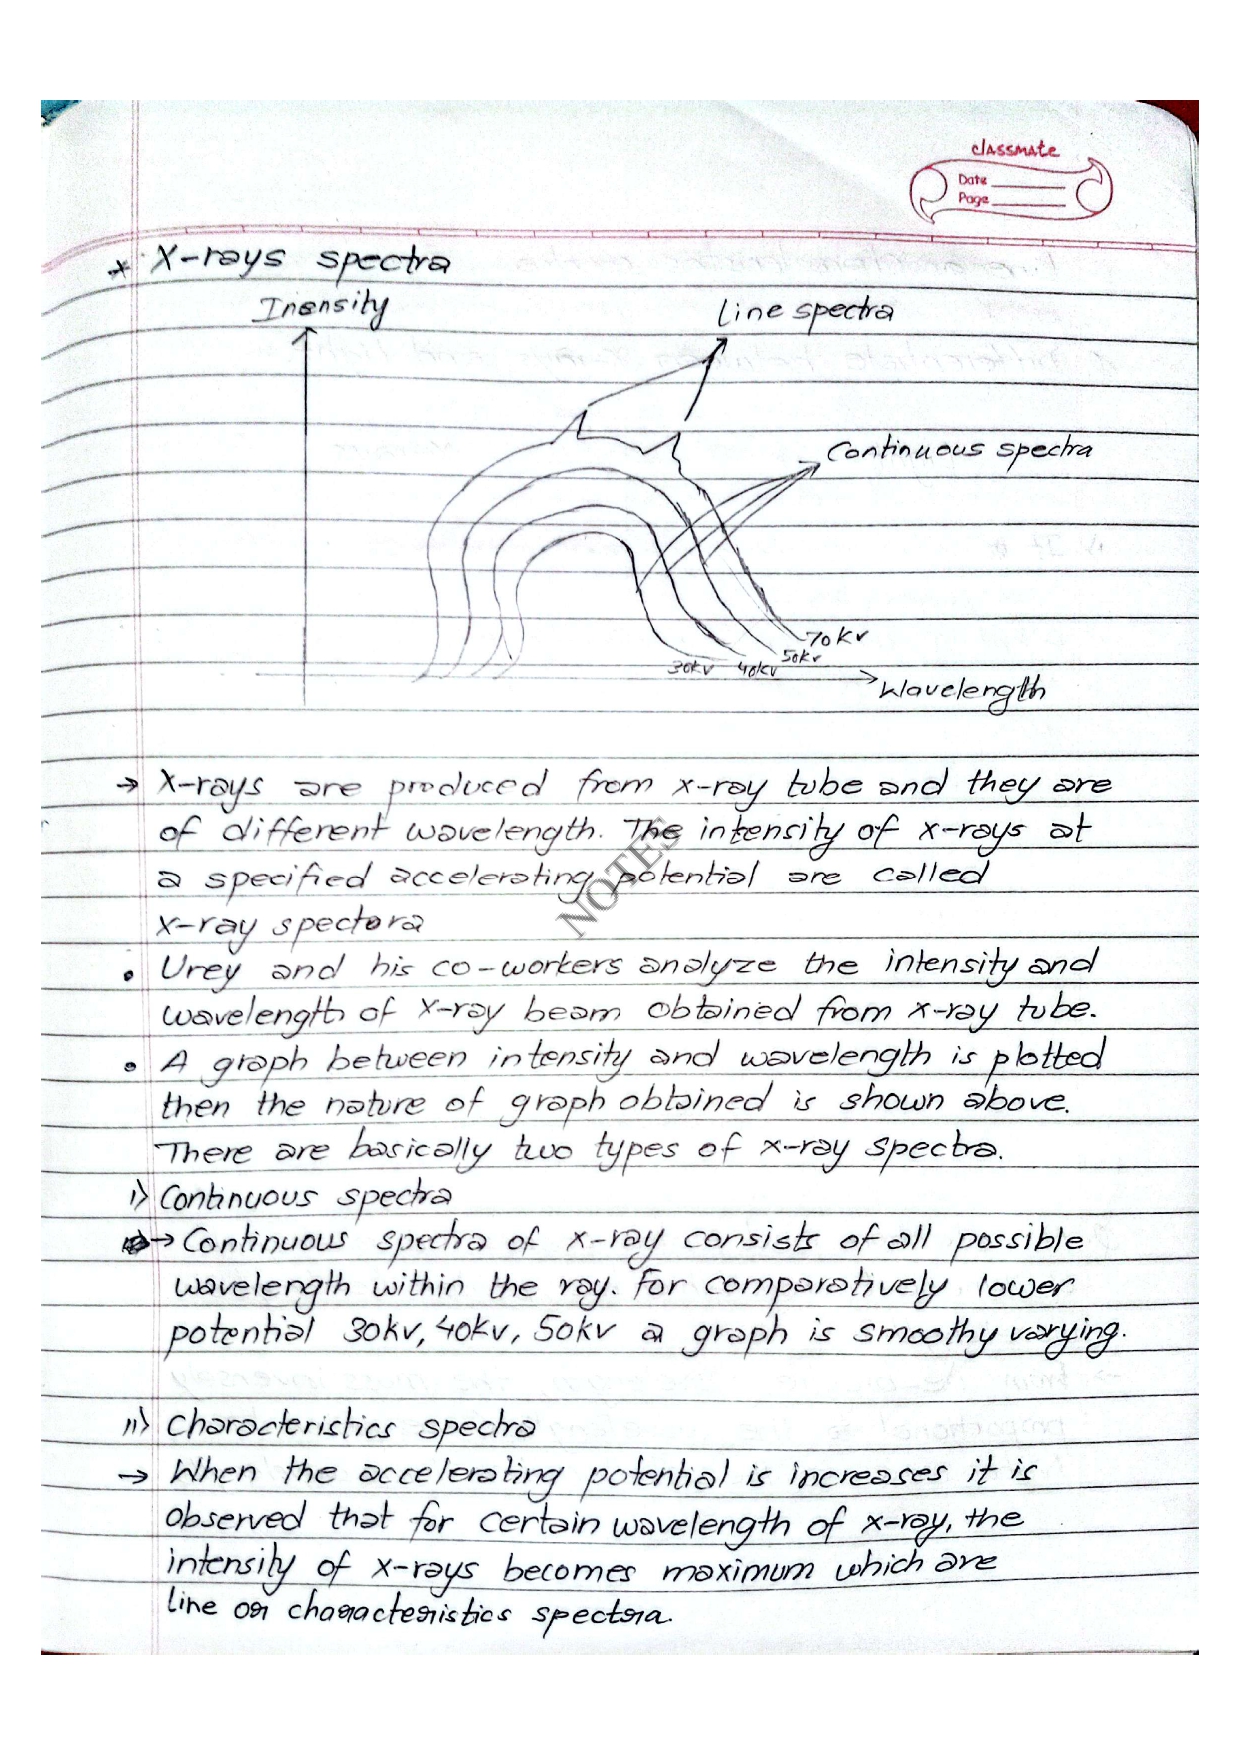 classmate
Date
Page
* X-rays spectra
Inensity
Line spectra
Continuous spectra
70kv
50kv
30kv 40kv
Wavelength
→ X-rays are produced from x-ray tube and they are
of different wavelength. The intensity of x-rays at
a specified accelerating potential are called
x-ray spectora
NOTES
• Urey and his co-workers analyze the intensity and
wavelength of x-ray beam obtained from x-ray tube.
• A graph between intensity and wavelength is plotted
then the nature of graph obtained is shown above.
There are basically two types of x-ray spectra.
i) Continuous spectra
→ Continuous spectra of x-ray consists of all possible
wavelength within the ray. For comparatively lower
potential 30kv, 40kv, 50kv a graph is smoothy varying.
ii) Characteristics spectra
→ When the accelerating potential is increases it is
observed that for certain wavelength of x-ray, the
intensity of x-rays becomes maximum which are
line or characteristics spectra.